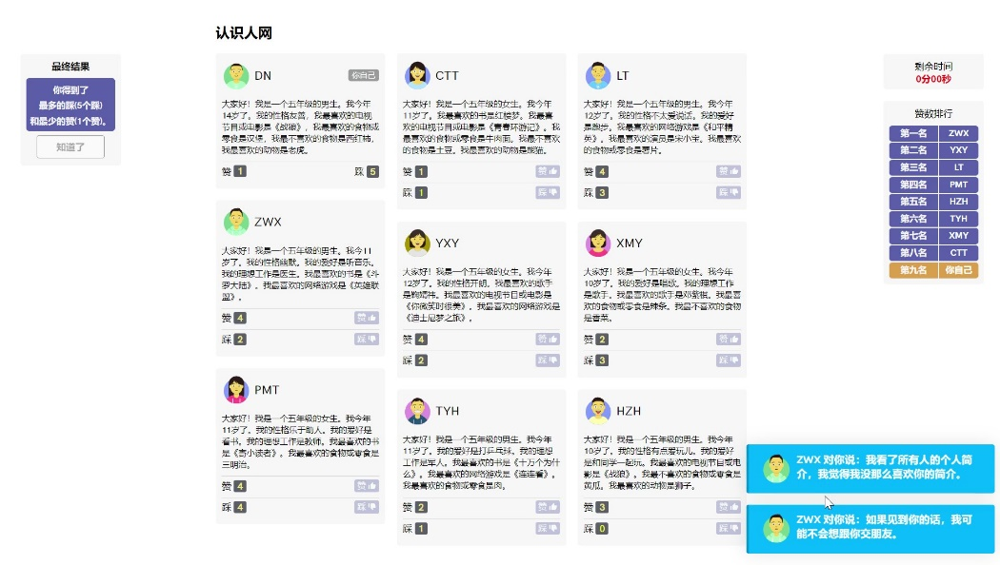 认识人网
最终结果
你得到了
最多的踩(5个踩)
和最少的赞(1个赞)。
知道了
DN
你自己
大家好！我是一个五年级的男生。我今年
14岁了。我的性格友善，我最喜欢的电视
节目或电影是《战狼》，我最喜欢的食物或
零食是汉堡，我最不喜欢的食物是西红柿，
我最喜欢的动物是老虎。
赞 1
踩 5
ZWX
大家好！我是一个五年级的男生。我今11
岁了。我的性格幽默。我的爱好是听音乐。
我的理想工作是医生。我最喜欢的书是《斗
罗大陆》。我最喜欢的网络游戏是《英雄联
盟》。
赞 4
赞
踩 2
踩
PMT
大家好！我是一个五年级的女生。我今年
11岁了。我的性格乐于助人。我的爱好是
看书。我的理想工作是教师。我最喜欢的书
是《寄小读者》。我最喜欢的食物或零食是
三明治。
赞 4
赞
踩 4
踩
CTT
大家好！我是一个五年级的女生。我今年
11岁了。我最喜欢的书是红楼梦。我最喜
欢的电视节目或电影是《青春环游记》。我
最喜欢的食物或零食是牛肉面。我最不喜欢
的食物是土豆。我最喜欢的动物是熊猫。
赞 1
赞
踩 1
踩
YXY
大家好！我是一个五年级的女生。我今年
12岁了。我的性格开朗。我最喜欢的歌手
是鞠婧祎。我最喜欢的电视节目或电影是
《你微笑时很美》。我最喜欢的网络游戏是
《迪士尼梦之旅》。
赞 4
赞
踩 2
踩
TYH
大家好！我是一个五年级的男生。我今年
11岁了。我的爱好是打乒乓球。我的理想
工作是军人。我最喜欢的书是《十万个为什
么》。我最喜欢的网络游戏是《连连看》。
我最喜欢的食物或零食是肉。
赞 2
赞
踩 1
踩
LT
大家好！我是一个五年级的男生。我今年
12岁了。我的性格不太爱说话。我的爱好
是跑步。我最喜欢的网络游戏是《和平精
英》。我最喜欢的演员是宋小宝。我最喜欢
的食物或零食是薯片。
赞 4
赞
踩 3
踩
XMY
大家好！我是一个五年级的女生。我今年
10岁了。我的爱好是唱歌。我的理想工作
是歌手。我最喜欢的歌手是邓紫棋。我最喜
欢的食物或零食是辣条。我最不喜欢的食物
是香菜。
赞 2
赞
踩 3
踩
HZH
大家好！我是一个五年级的男生。我今年
10岁了。我的性格有点爱玩儿。我的爱好
是和同学一起玩。我最喜欢的电视节目或电
影是《战狼》。我最不喜欢的食物或零食是
黄瓜。我最喜欢的动物是狮子。
赞 3
赞
踩 0
踩
剩余时间
0分00秒
赞数排行
第一名 ZWX
第二名 YXY
第三名 LT
第四名 PMT
第五名 HZH
第六名 TYH
第七名 XMY
第八名 CTT
第九名 你自己
ZWX 对你说：我看了所有人的个人简
介，我觉得我没那么喜欢你的简介。
ZWX 对你说：如果见到你的话，我可
能不会想跟你交朋友。